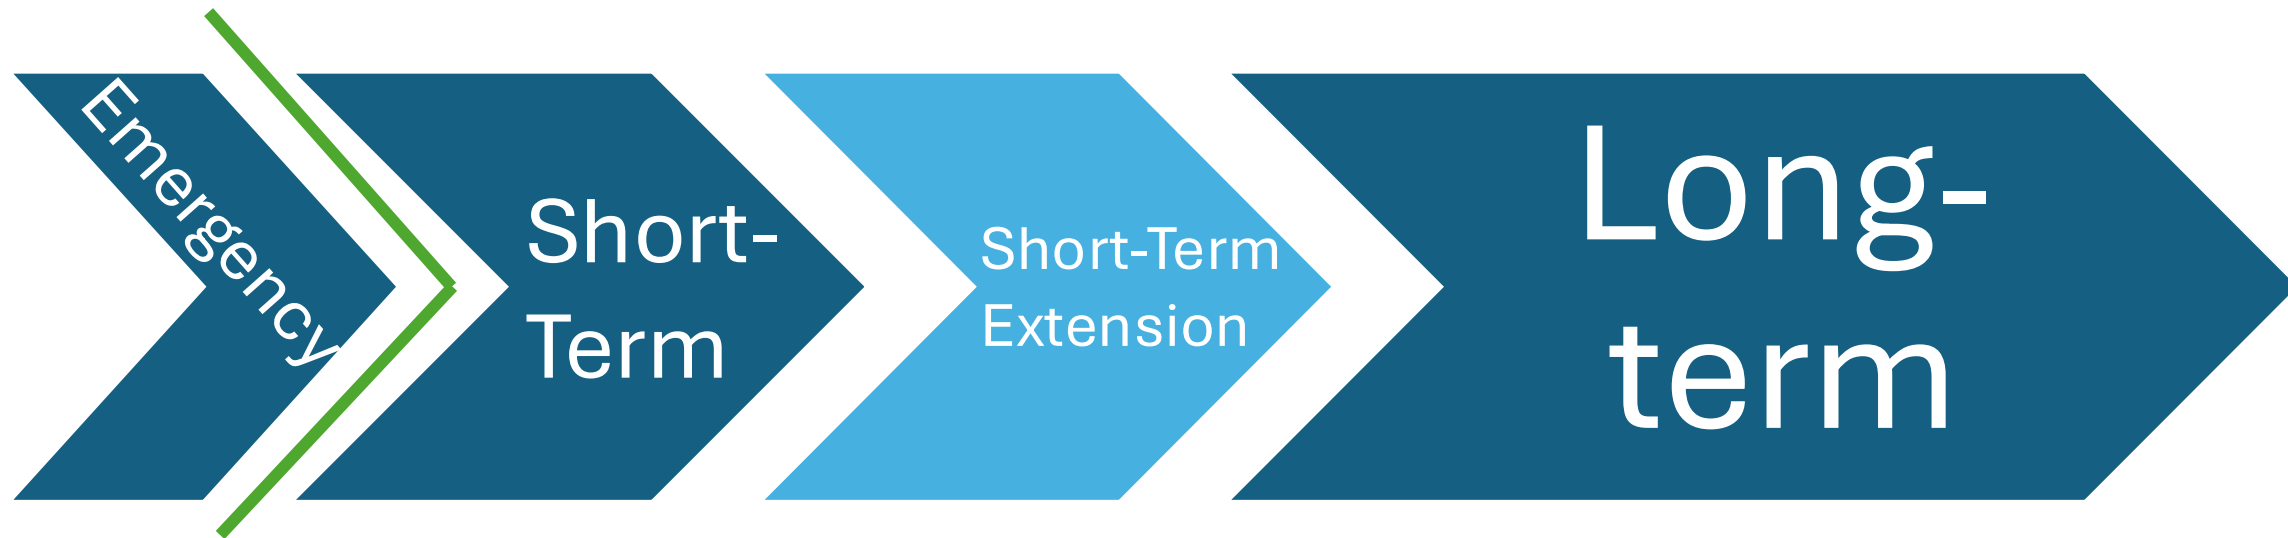 Emergency
Short-
Term
Short-Term
Extension
Long-
term